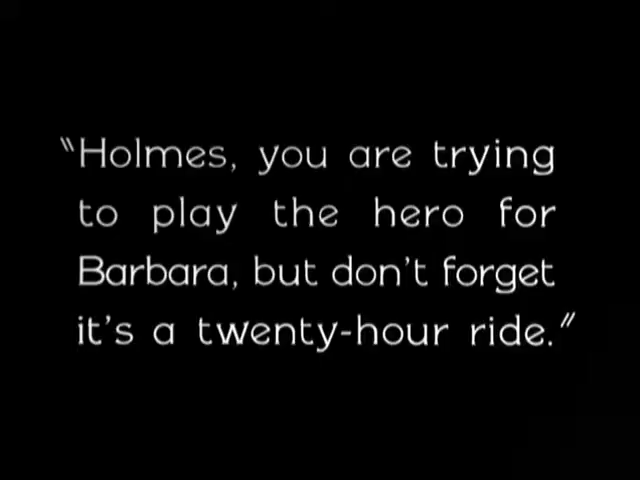 "Holmes, you are trying
to play the hero for
Barbara, but don't forget
it's a twenty-hour ride."